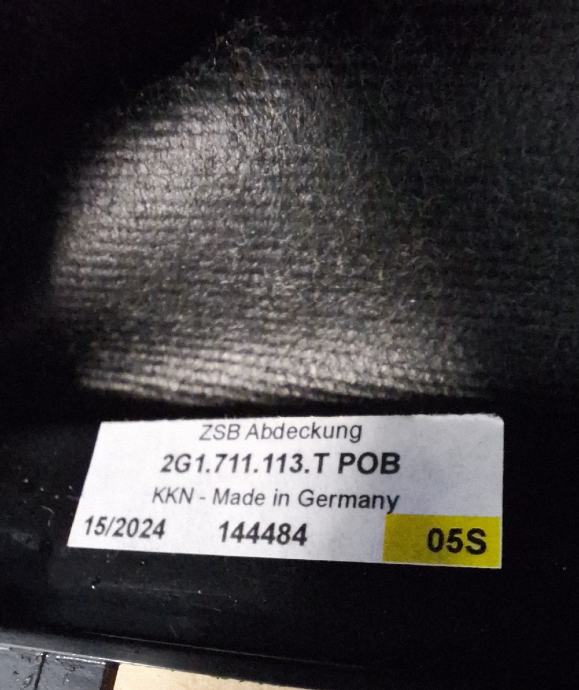 ZSB Abdeckung
2G1.711.113.T POB
KKN - Made in Germany
15/2024 144484 05S